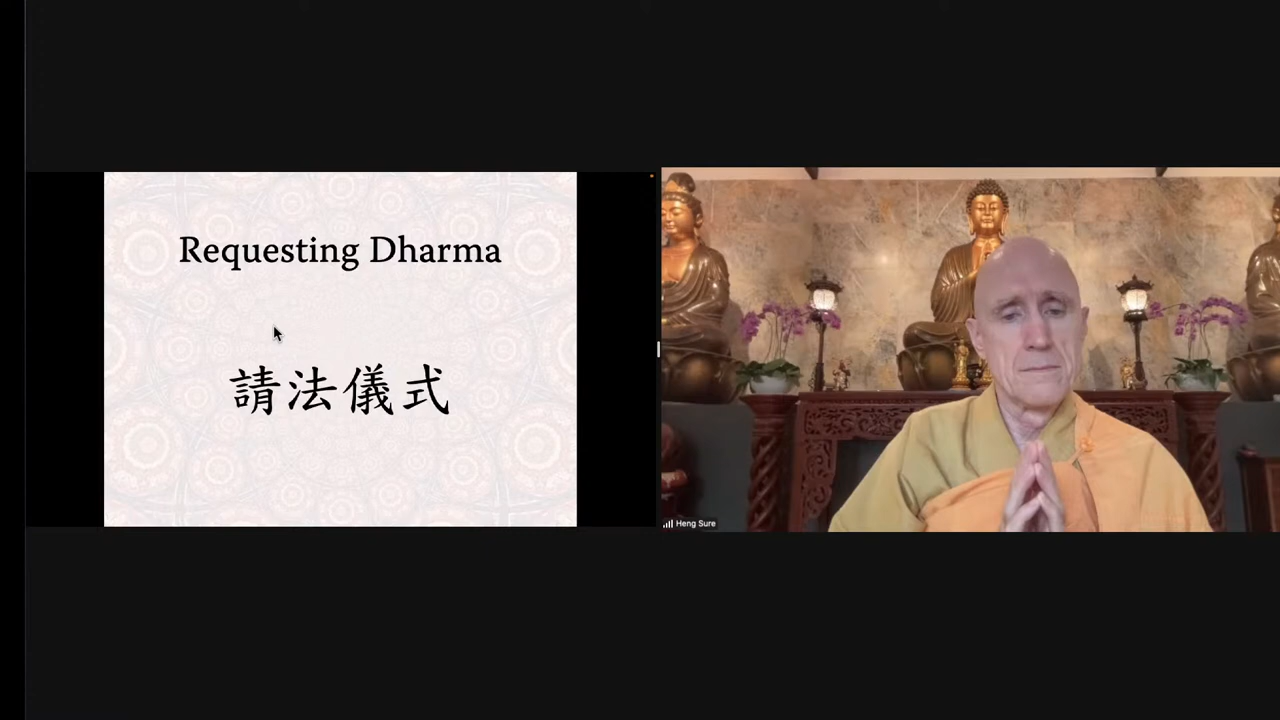 Requesting Dharma
請法儀式
Heng Sure